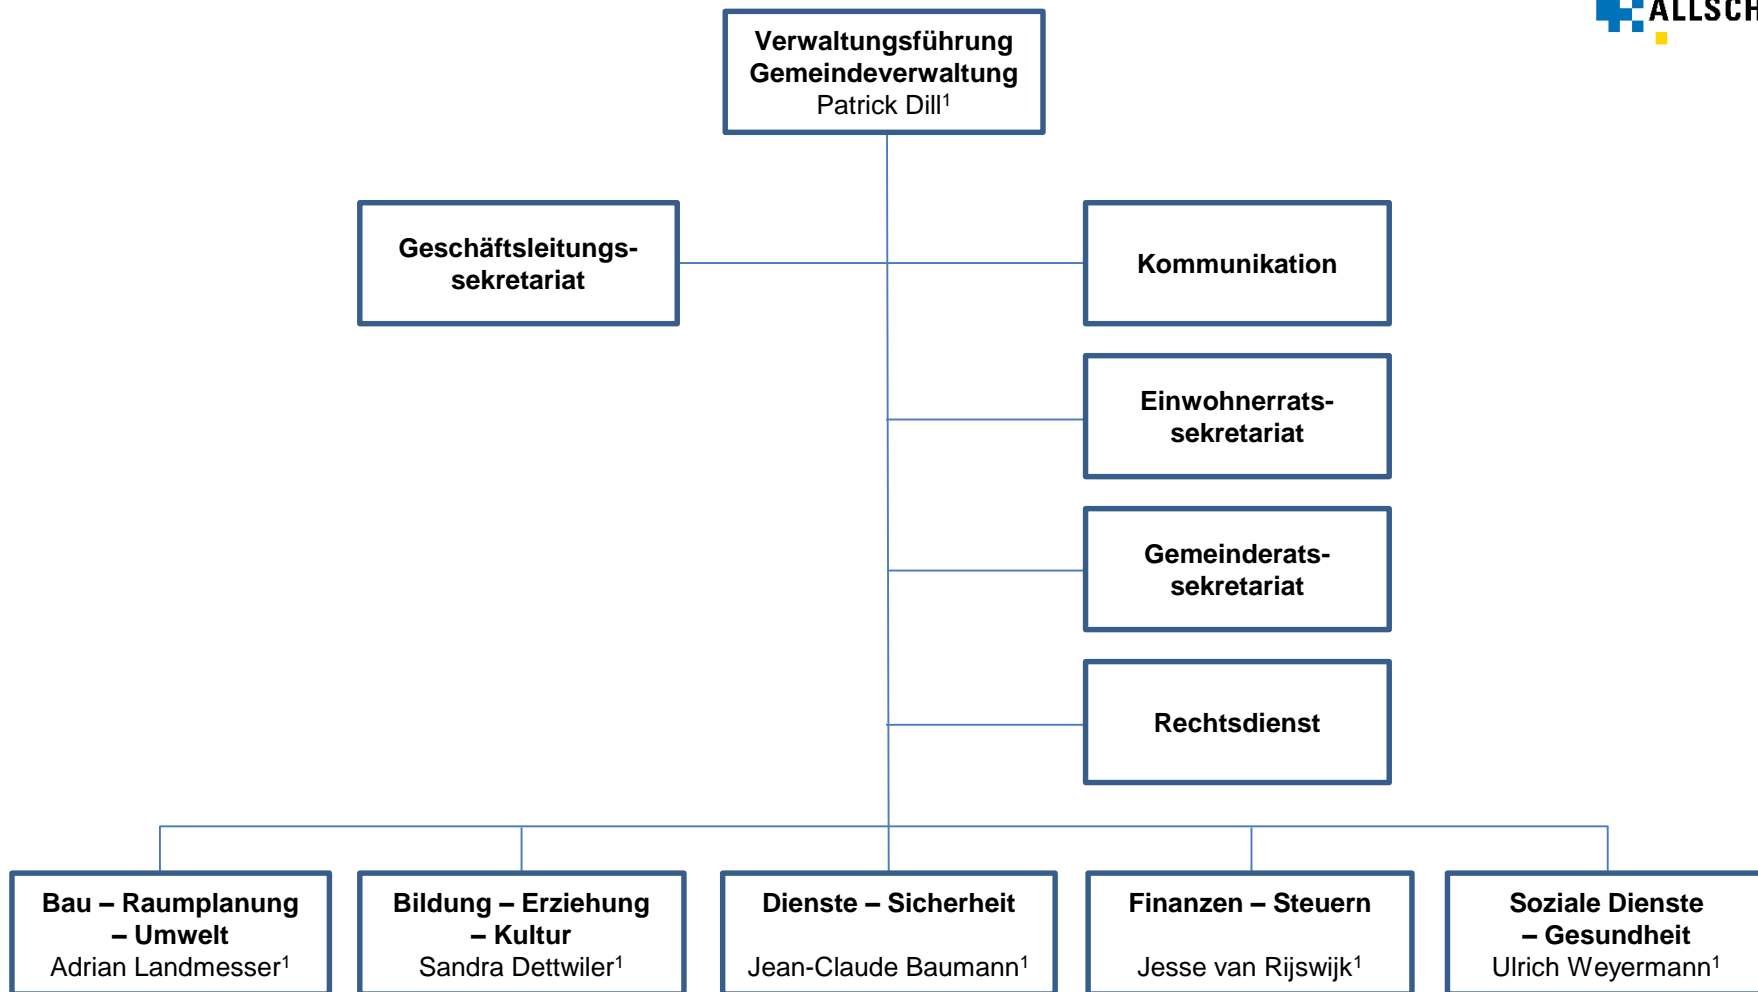 ALLSCH
Verwaltungsführung
Gemeindeverwaltung
Patrick Dill¹
Geschäftsleitungs-
sekretariat
Kommunikation
Einwohnerrats-
sekretariat
Gemeinderats-
sekretariat
Rechtsdienst
Bau – Raumplanung
– Umwelt
Adrian Landmesser¹
Bildung – Erziehung
– Kultur
Sandra Dettwiler¹
Dienste – Sicherheit
Jean-Claude Baumann¹
Finanzen – Steuern
Jesse van Rijswijk¹
Soziale Dienste
– Gesundheit
Ulrich Weyermann¹